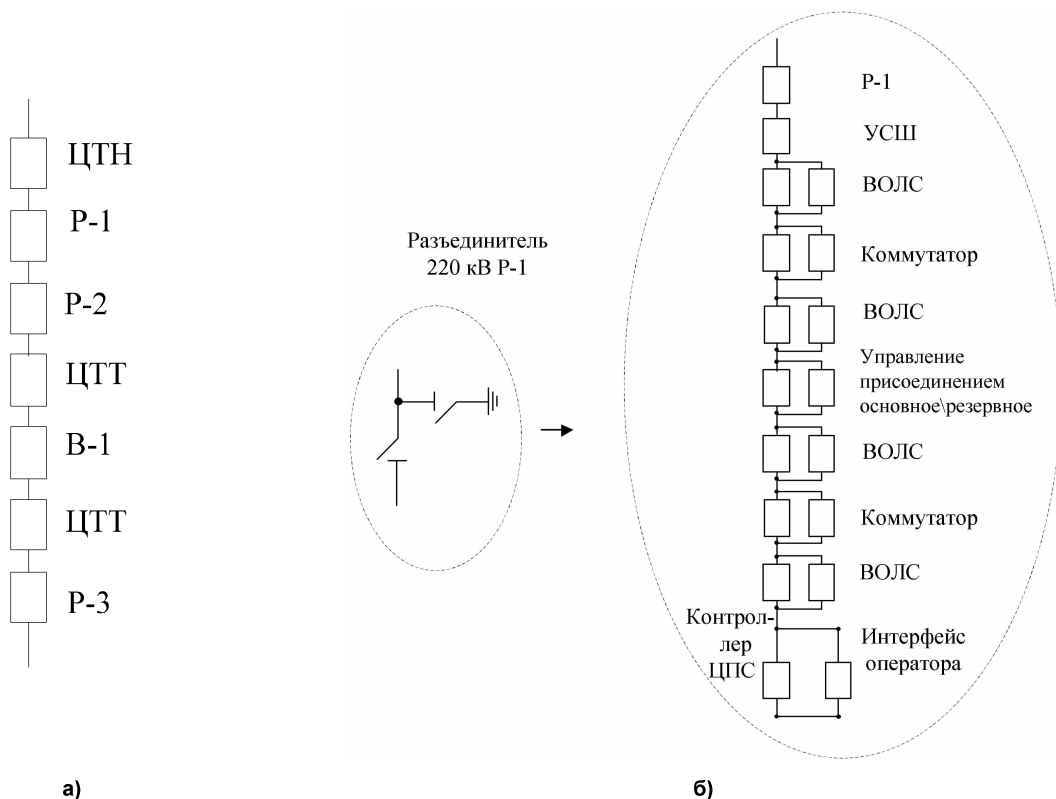 ЦТН
Р-1
Р-2
ЦТТ
В-1
ЦТТ
Р-3
а)
Разъединитель
220 кВ Р-1
Р-1
УСШ
ВОЛС
Коммутатор
ВОЛС
Управление
присоединением
основное\резервное
ВОЛС
Коммутатор
ВОЛС
Контрол-
лер
ЦПС
Интерфейс
оператора
б)